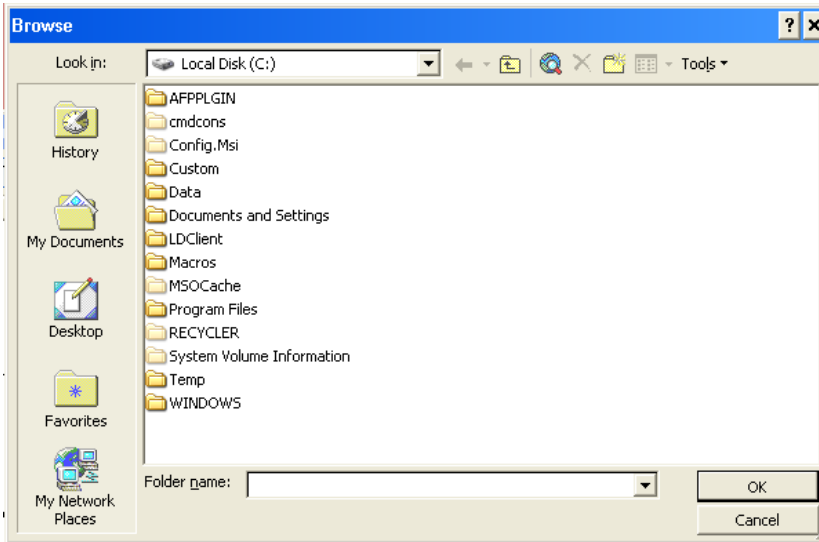 Browse
Look in:
Local Disk (C:)
Tools
History
My Documents
Desktop
Favorites
My Network
Places
AFPPLGIN
cmdcons
Config.Msi
Custom
Data
Documents and Settings
LDClient
Macros
MSOCache
Program Files
RECYCLER
System Volume Information
Temp
WINDOWS
Folder name:
OK
Cancel